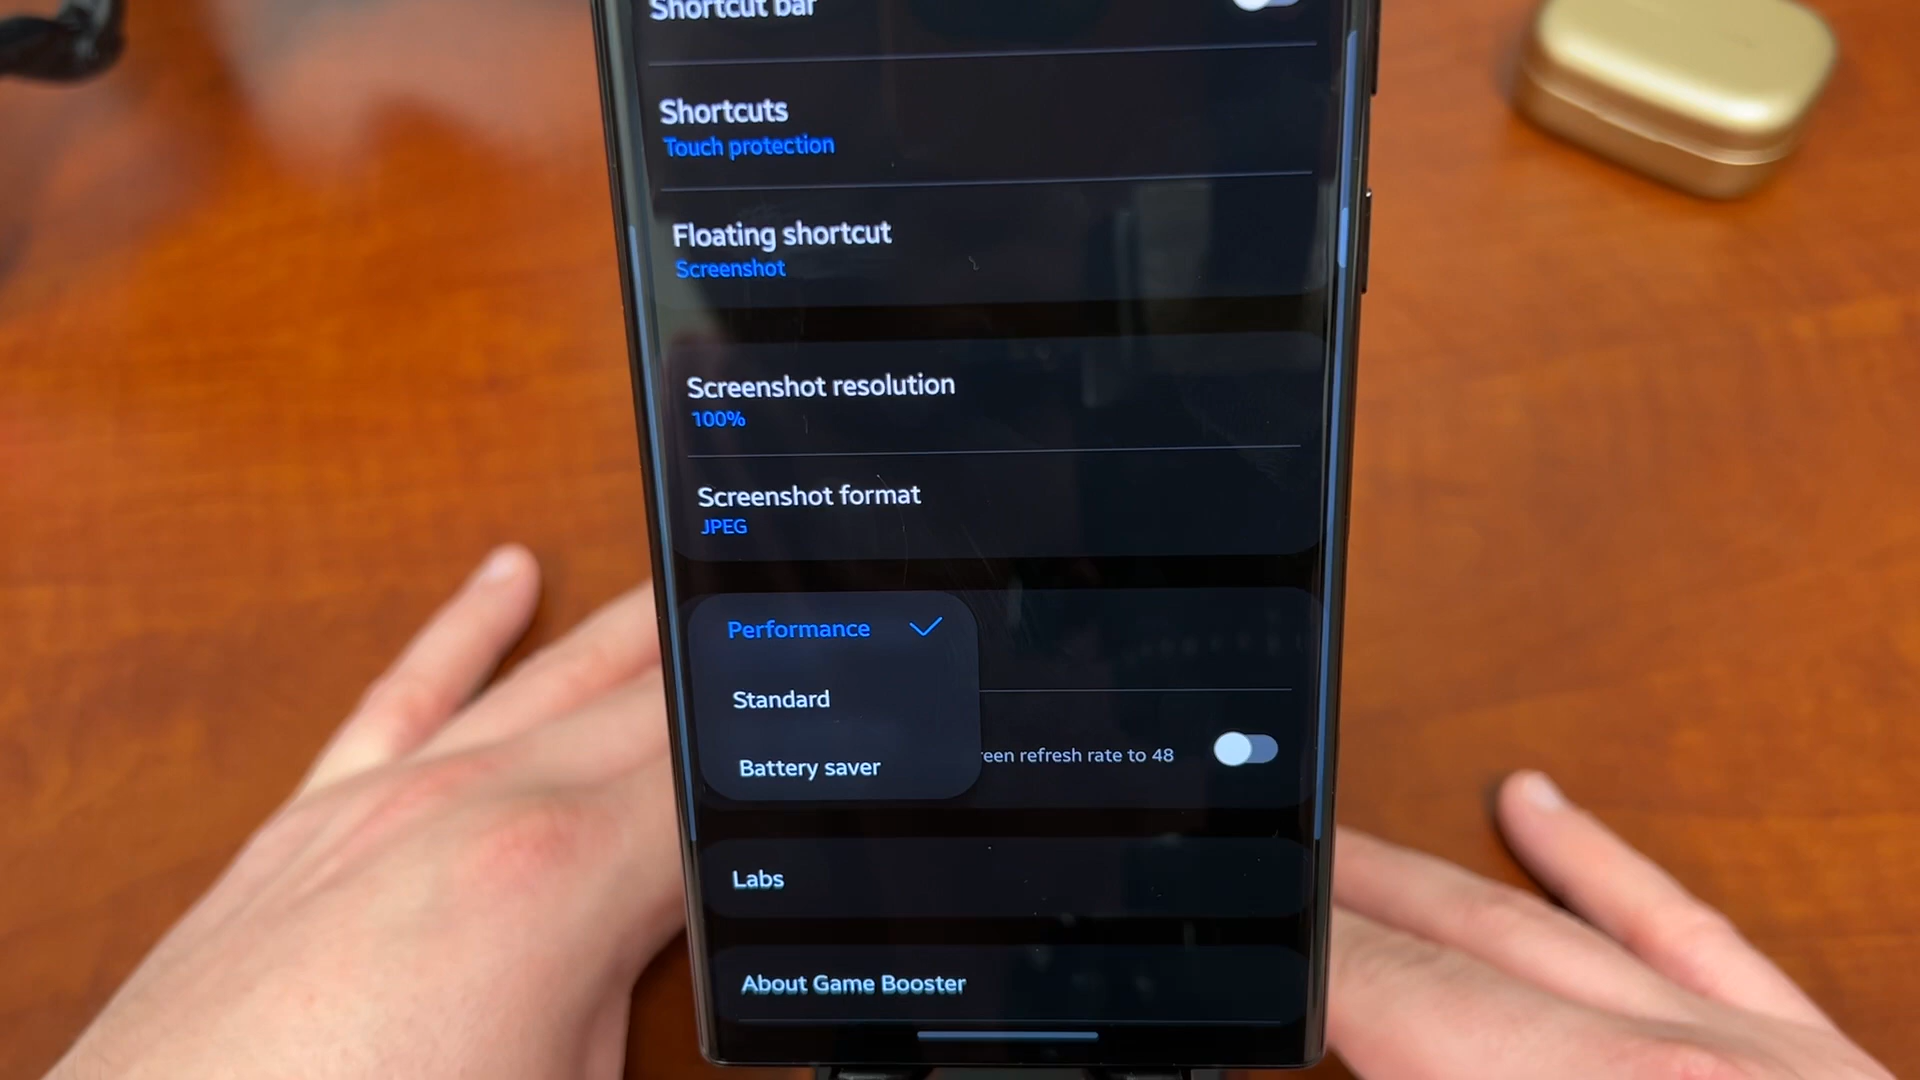 Shortcut bar
Shortcuts
Touch protection
Floating shortcut
Screenshot
Screenshot resolution
100%
Screenshot format
JPEG
Performance
Standard
refresh rate to 48
Battery saver
Labs
About Game Booster